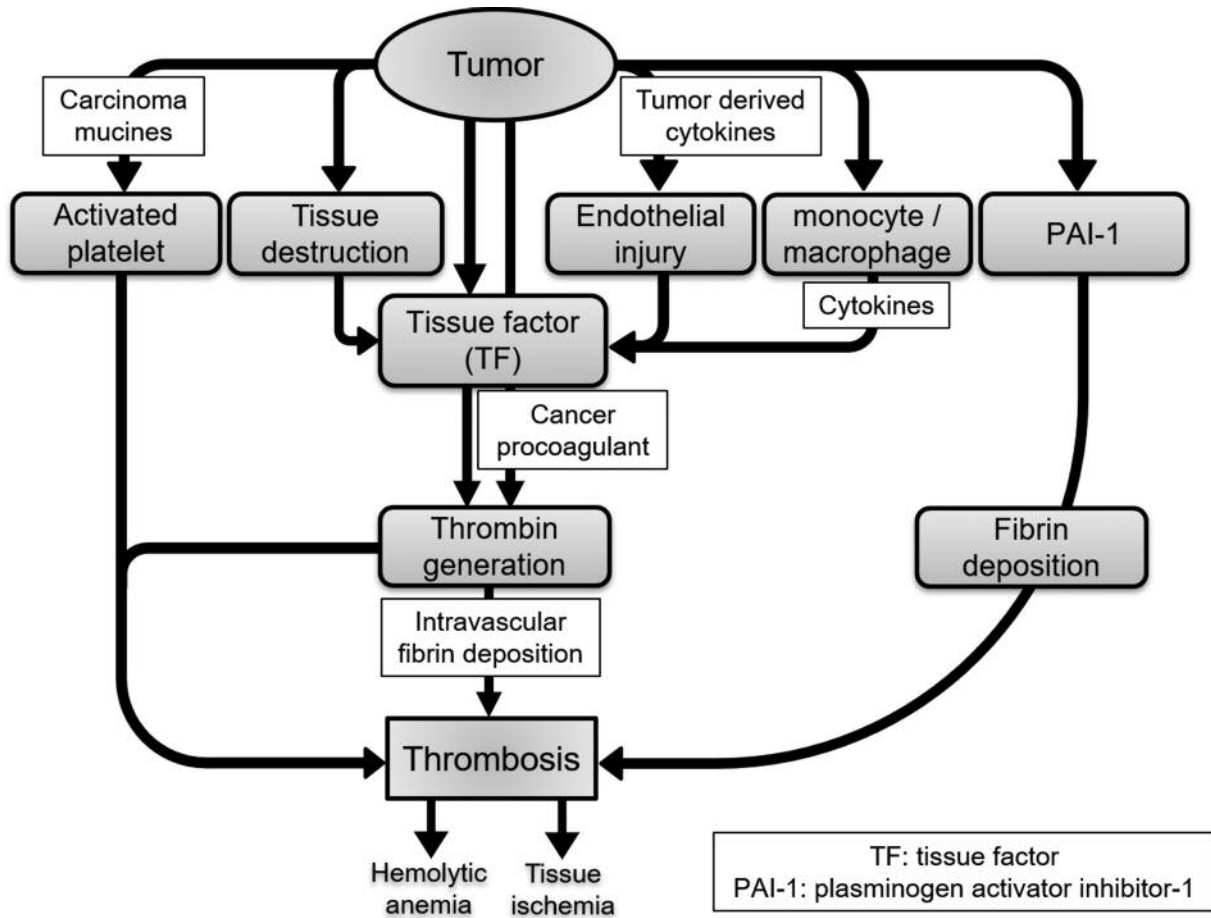 Tumor
Carcinoma
mucines
Tumor derived
cytokines
Activated
platelet
Tissue
destruction
Endothelial
injury
monocyte /
macrophage
PAI-1
Cytokines
Tissue factor
(TF)
Cancer
procoagulant
Thrombin
generation
Fibrin
deposition
Intravascular
fibrin deposition
Thrombosis
Hemolytic
anemia
Tissue
ischemia
TF: tissue factor
PAI-1: plasminogen activator inhibitor-1